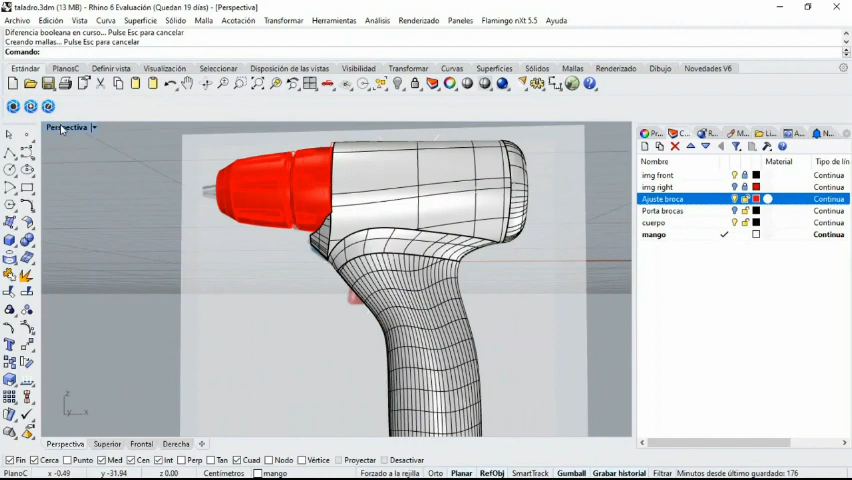 taladro.3dm (13 MB) - Rhino 6 Evaluación (Quedan 19 días) - [Perspectiva]
Archivo Edición Vista Curva Superficie Sólido Malla Acotación Transformar Herramientas Análisis Renderizado Paneles Flamingo nXt 5.5 Ayuda
Diferencia booleana en curso... Pulse Esc para cancelar
Creando mallas... Pulse Esc para cancelar
Comando:
Estándar PlanosC Definir vista Visualización Seleccionar Disposición de las vistas Visibilidad Transformar Curvas Superficies Sólidos Mallas Renderizado Dibujo Novedades V6
Perspectiva
Pr... C... R... M... Li... A... N...
Nombre Material Tipo de lín
img front Continua
img right Continua
Ajuste broca Continua
Porta brocas Continua
cuerpo Continua
mango Continua
z
y x
Perspectiva Superior Frontal Derecha
Fin Cerca Punto Med Cen Int Perp Tan Cuad Nodo Vértice Proyectar Desactivar
PlanoC x -0.49 y -31.94 z 0.00 Centímetros mango Forzado a la rejilla Orto Planar RefObj SmartTrack Gumball Grabar historial Filtrar Minutos desde último guardado: 176